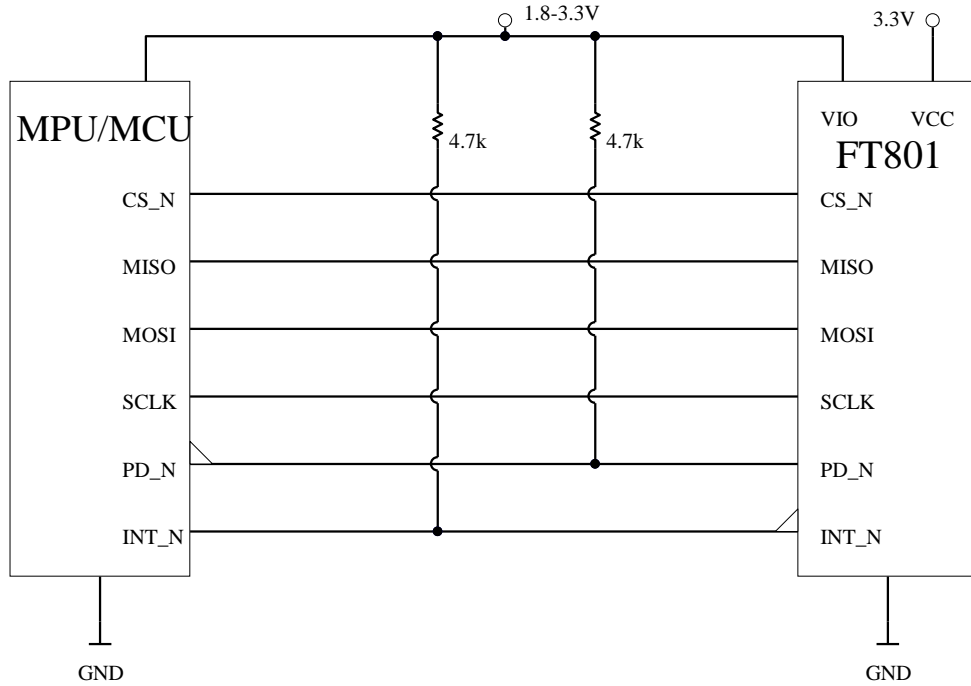 1.8-3.3V
3.3V
MPU/MCU
4.7k
4.7k
VIO
VCC
FT801
CS_N
CS_N
MISO
MISO
MOSI
MOSI
SCLK
SCLK
PD_N
PD_N
INT_N
INT_N
GND
GND